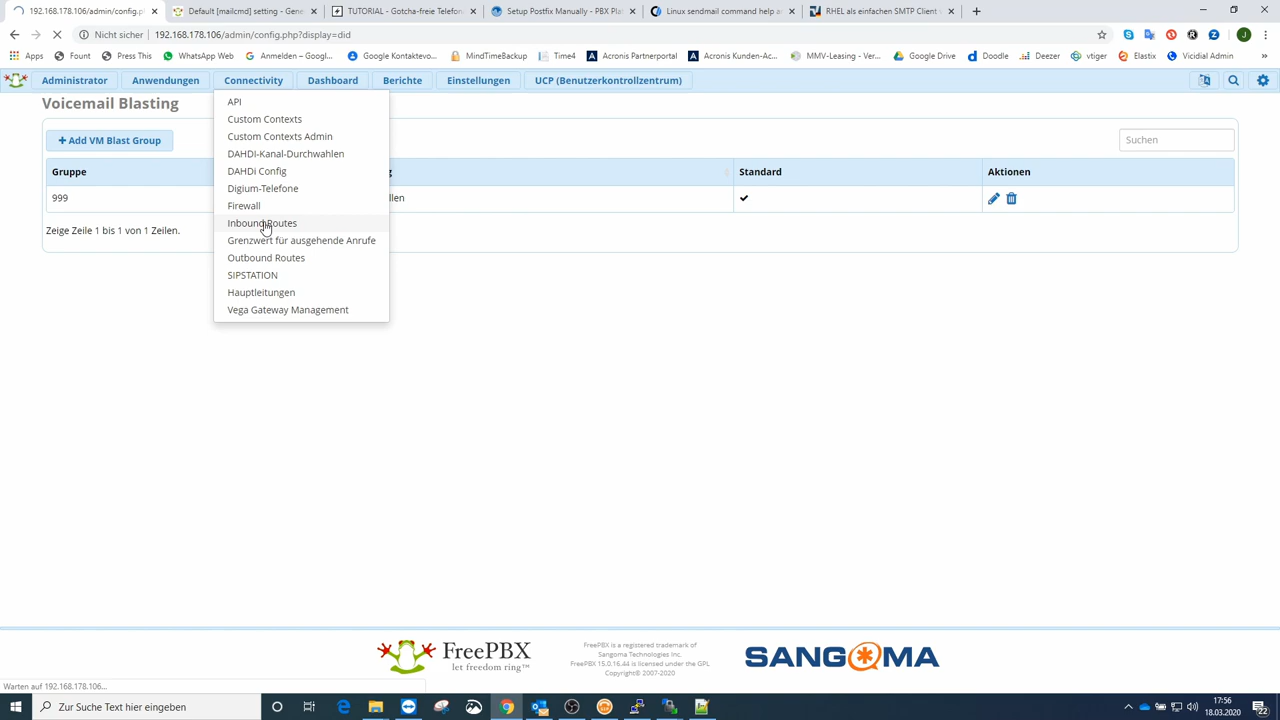 192.168.178.106/admin/config.ph
Default [mailcmd] setting - Gene
TUTORIAL - Gotcha-freie Telefone
Setup Postfix Manually - PBX Pla
Linux sendmail command help an
RHEL als einfachen SMTP Client v
Nicht sicher
192.168.178.106/admin/config.php?display=did
Apps
Fount
Press This
WhatsApp Web
Anmelden – Googl...
Google Kontaktevo...
MindTimeBackup
Time4
Acronis Partnerportal
Acronis Kunden-Ac...
MMV-Leasing - Ver...
Google Drive
Doodle
Deezer
vtiger
Elastix
Vicidial Admin
Administrator
Anwendungen
Connectivity
Dashboard
Berichte
Einstellungen
UCP (Benutzerkontrollzentrum)
Voicemail Blasting
Add VM Blast Group
Suchen
Gruppe
Standard
Aktionen
999
llen
Zeige Zeile 1 bis 1 von 1 Zeilen.
API
Custom Contexts
Custom Contexts Admin
DAHDI-Kanal-Durchwahlen
DAHDi Config
Digium-Telefone
Firewall
Inbound Routes
Grenzwert für ausgehende Anrufe
Outbound Routes
SIPSTATION
Hauptleitungen
Vega Gateway Management
FreePBX
let freedom ring™
FreePBX is a registered trademark of
Sangoma Technologies Inc.
FreePBX 15.0.16.44 is licensed under the GPL
Copyright© 2007-2020
SANGOMA
Warten auf 192.168.178.106...
Zur Suche Text hier eingeben
17:56
18.03.2020